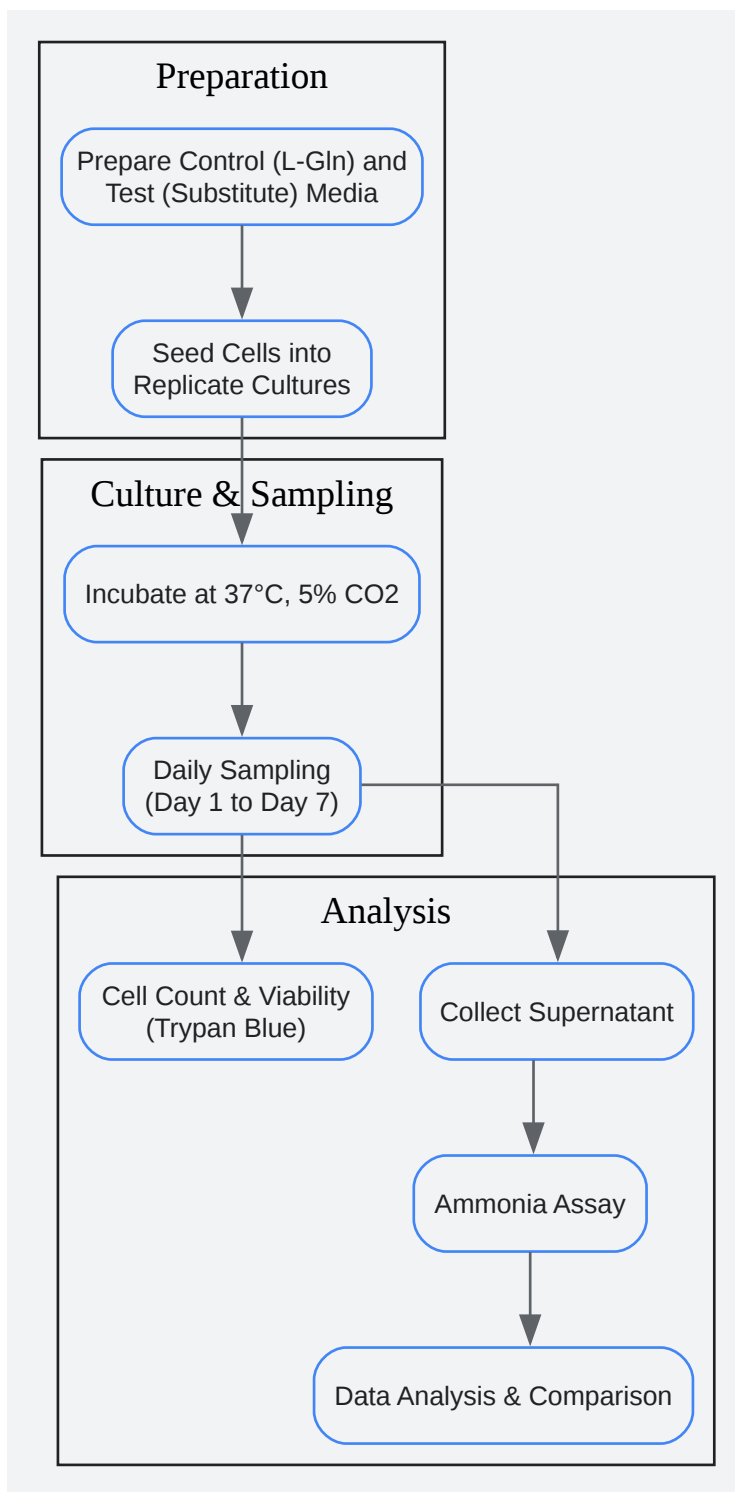 Preparation
Prepare Control (L-Gln) and
Test (Substitute) Media
Seed Cells into
Replicate Cultures
Culture & Sampling
Incubate at 37°C, 5% CO2
Daily Sampling
(Day 1 to Day 7)
Analysis
Cell Count & Viability
(Trypan Blue)
Collect Supernatant
Ammonia Assay
Data Analysis & Comparison